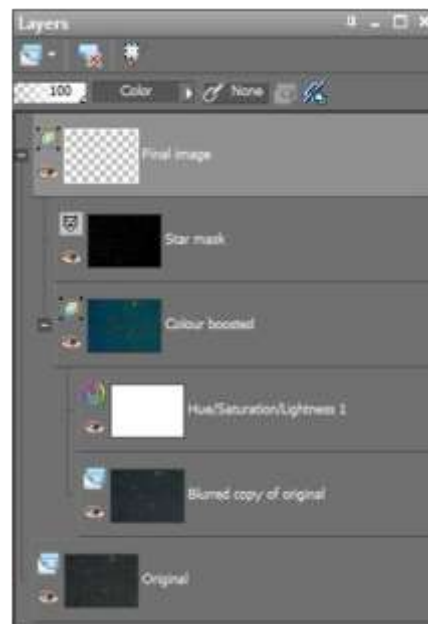 Layers
100 Color None
Final image
Star mask
Colour boosted
Hue/Saturation/Lightness 1
Blurred copy of original
Original